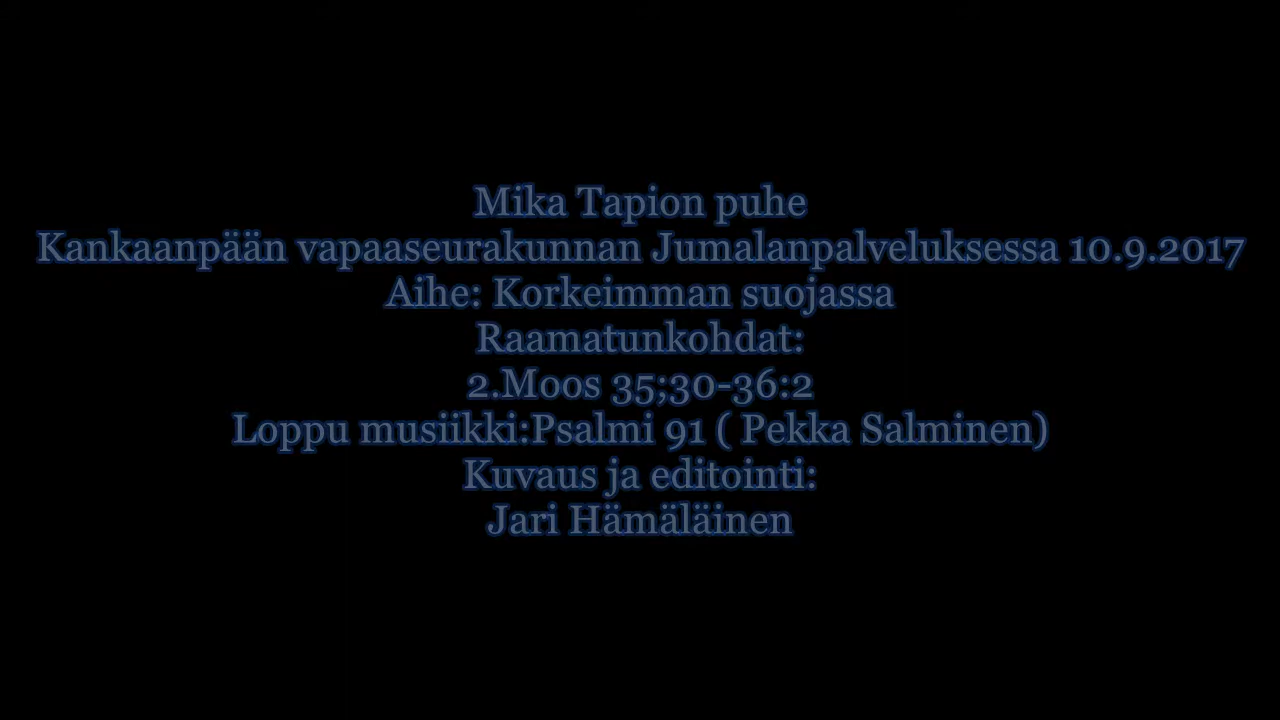 Mika Tapion puhe
Kankaanpään vapaaseurakunnan Jumalanpalveluksessa 10.9.2017
Aihe: Korkeimman suojassa
Raamatunkohdat:
2.Moos 35;30-36:2
Loppu musiikki:Psalmi 91 ( Pekka Salminen)
Kuvaus ja editointi:
Jari Hämäläinen